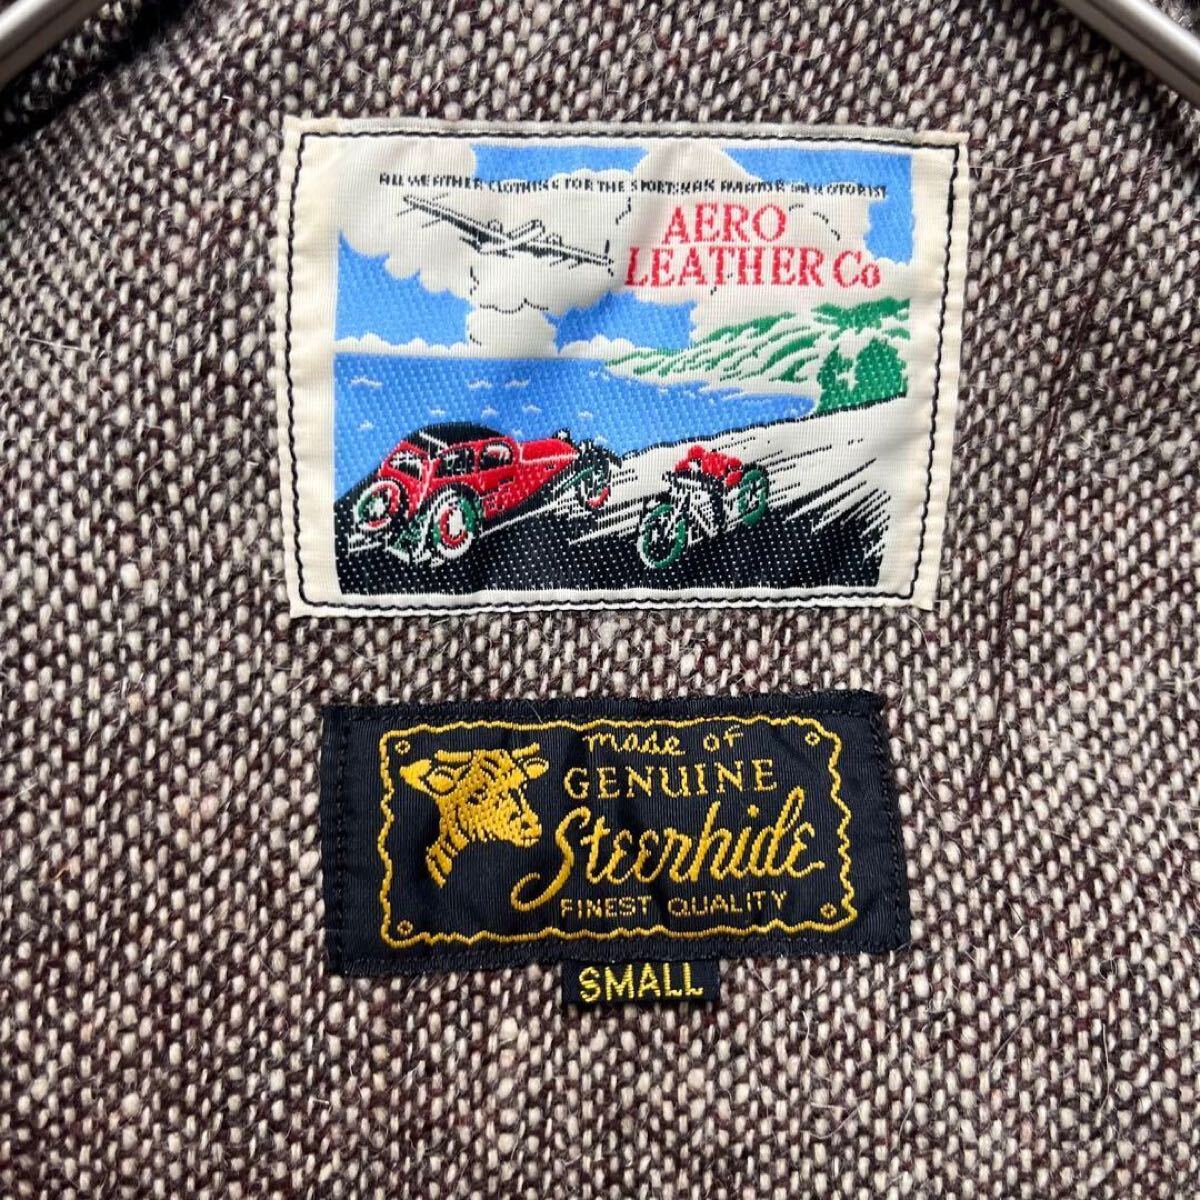 ALL WEATHER CLOTHING FOR THE SPORTSMAN AVIATOR and MOTORIST
AERO
LEATHER Co
made of
GENUINE
Steerhide
FINEST QUALITY
SMALL